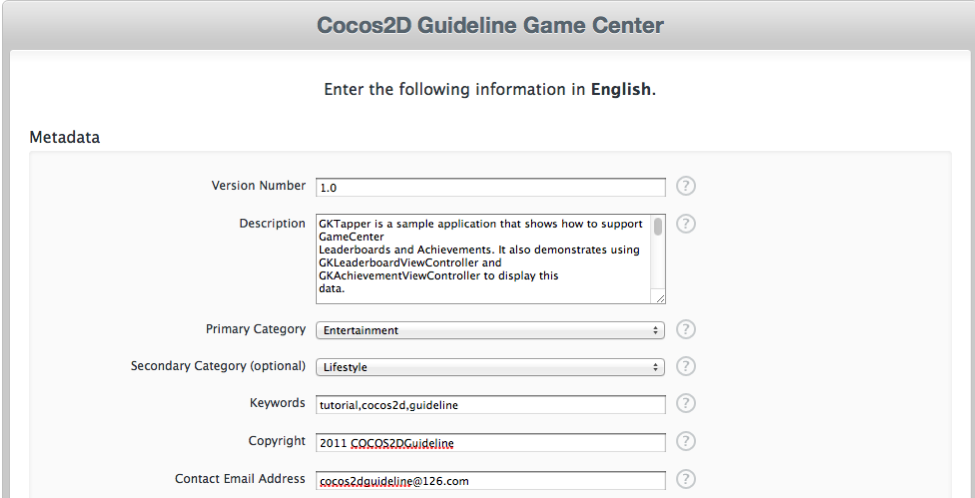 Cocos2D Guideline Game Center
Enter the following information in English.
Metadata
Version Number 1.0 ?
Description GKTapper is a sample application that shows how to support ?
GameCenter
Leaderboards and Achievements. It also demonstrates using
GKLeaderboardViewController and
GKAchievementViewController to display this
data.
Primary Category Entertainment ?
Secondary Category (optional) Lifestyle ?
Keywords tutorial,cocos2d,guideline ?
Copyright 2011 COCOS2DGuideline ?
Contact Email Address cocos2dguideline@126.com ?